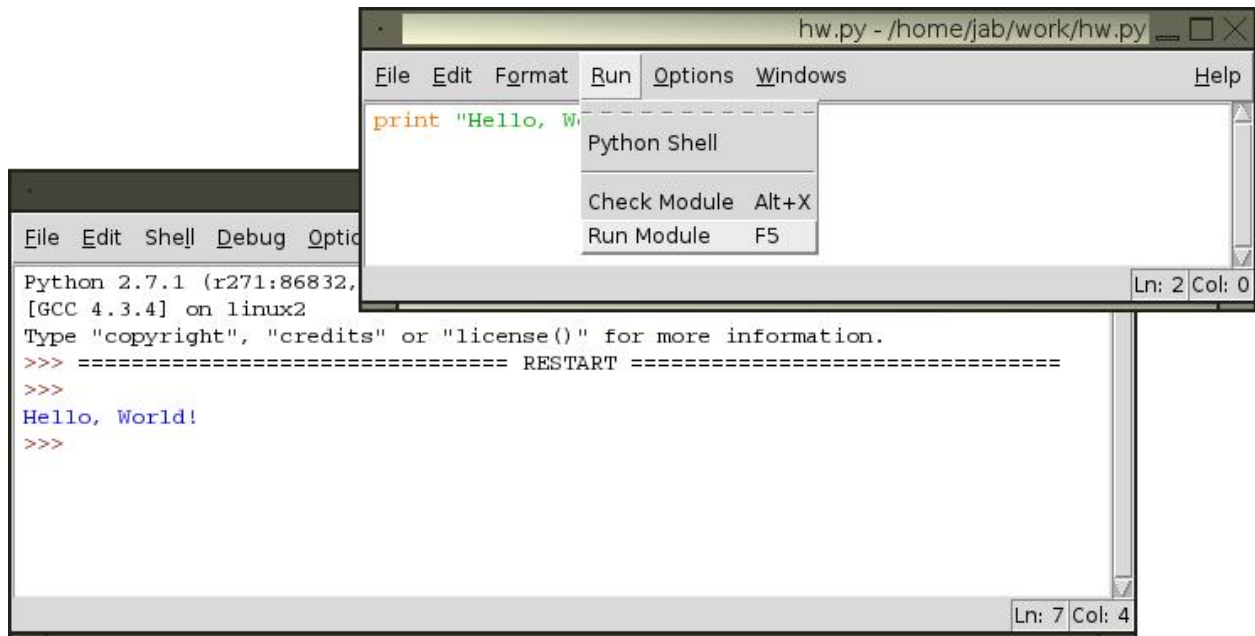 hw.py - /home/jab/work/hw.py
File Edit Format Run Options Windows Help
print "Hello,
Python Shell
Check Module Alt+X
Run Module F5
Ln: 2 Col: 0
File Edit Shell Debug
Python 2.7.1 (r271:86832,
[GCC 4.3.4] on linux2
Type "copyright", "credits" or "license()" for more information.
>>> ================================ RESTART ================================
>>>
Hello, World!
>>>
Ln: 7 Col: 4